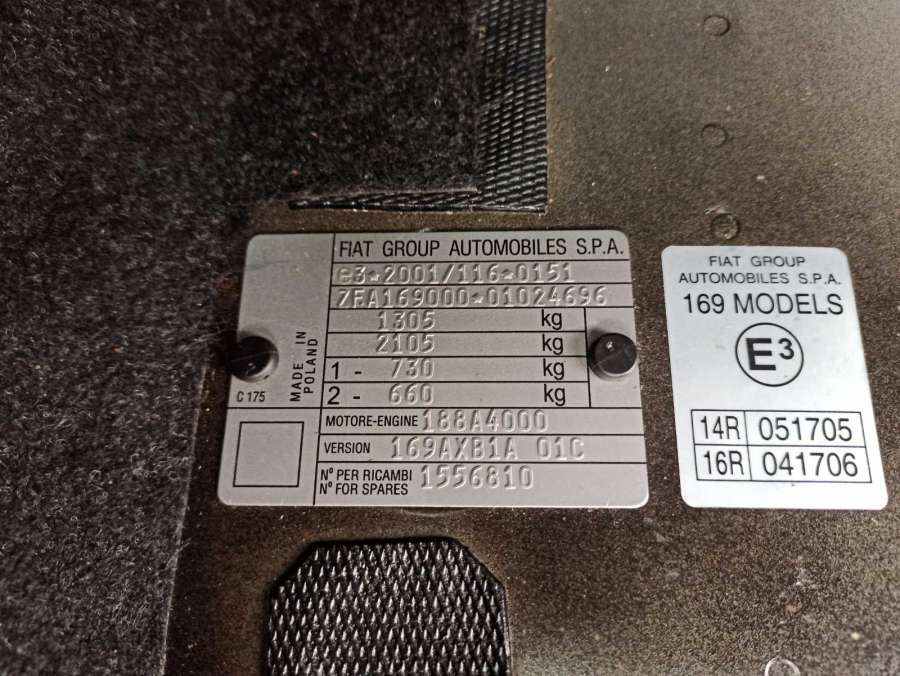 FIAT GROUP AUTOMOBILES S.P.A.
e3*2001/116*0151
ZFA169000*01024696
1305 kg
2105 kg
1 - 730 kg
2 - 660 kg
MADE IN
POLAND
C 175
MOTORE-ENGINE 188A4000
VERSION 169AXB1A 01C
Nº PER RICAMBI
Nº FOR SPARES 1556810
FIAT GROUP
AUTOMOBILES S.P.A.
169 MODELS
E3
14R 051705
16R 041706